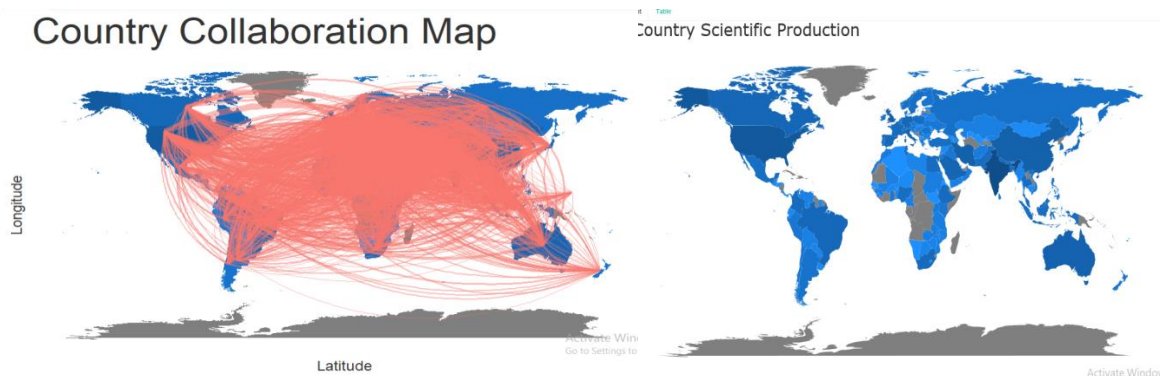 Country Collaboration Map
Longitude
Latitude
Activate Win
Go to Settings to
Table
Country Scientific Production
Activate Window